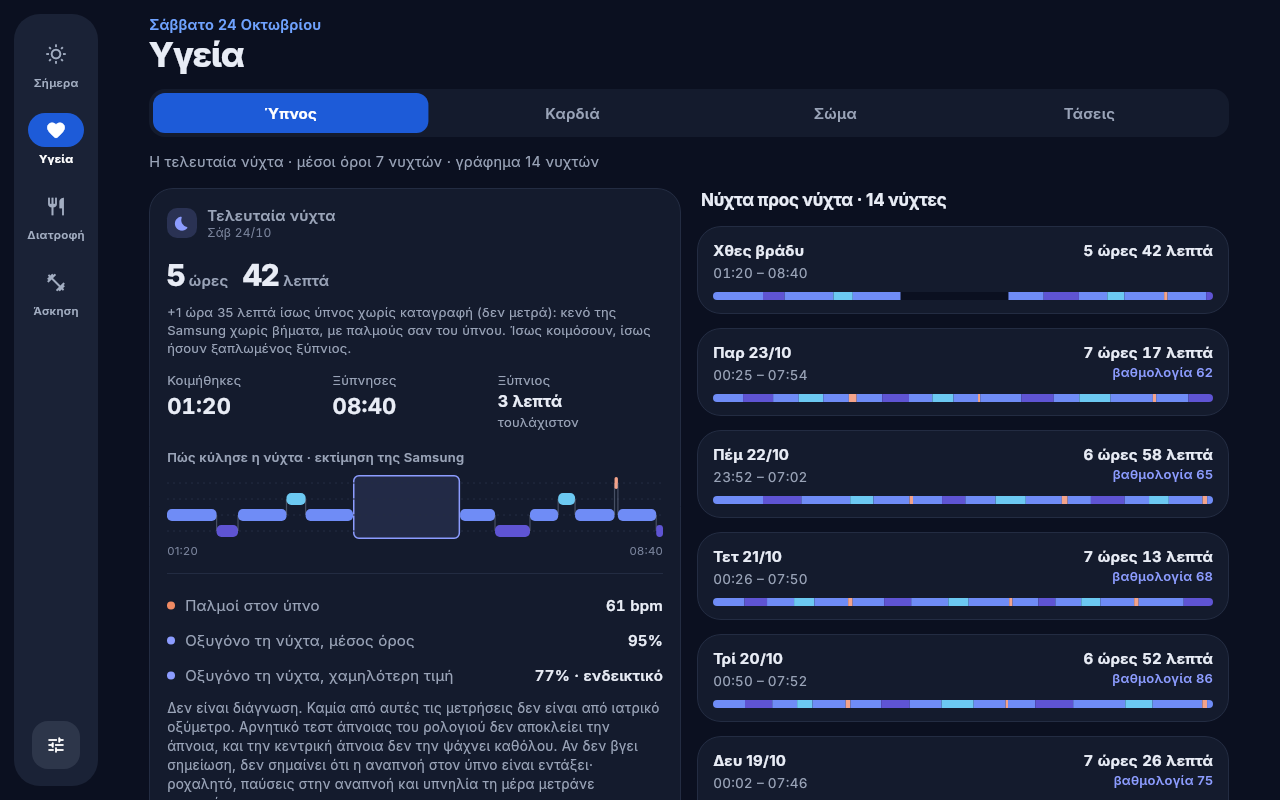 Σήμερα
Υγεία
Διατροφή
Άσκηση
Σάββατο 24 Οκτωβρίου
Υγεία
Ύπνος
Καρδιά
Σώμα
Τάσεις
Η τελευταία νύχτα · μέσοι όροι 7 νυχτών · γράφημα 14 νυχτών
Τελευταία νύχτα
Σάβ 24/10
5 ώρες 42 λεπτά
+1 ώρα 35 λεπτά ίσως ύπνος χωρίς καταγραφή (δεν μετρά): κενό της
Samsung χωρίς βήματα, με παλμούς σαν του ύπνου. Ίσως κοιμόσουν, ίσως
ήσουν ξαπλωμένος ξύπνιος.
Κοιμήθηκες
01:20
Ξύπνησες
08:40
Ξύπνιος
3 λεπτά
τουλάχιστον
Πώς κύλησε η νύχτα · εκτίμηση της Samsung
01:20
08:40
Παλμοί στον ύπνο
61 bpm
Οξυγόνο τη νύχτα, μέσος όρος
95%
Οξυγόνο τη νύχτα, χαμηλότερη τιμή
77% · ενδεικτικό
Δεν είναι διάγνωση. Καμία από αυτές τις μετρήσεις δεν είναι από ιατρικό
οξύμετρο. Αρνητικό τεστ άπνοιας του ρολογιού δεν αποκλείει την
άπνοια, και την κεντρική άπνοια δεν την ψάχνει καθόλου. Αν δεν βγει
σημείωση, δεν σημαίνει ότι η αναπνοή στον ύπνο είναι εντάξει·
ροχαλητό, παύσεις στην αναπνοή και υπνηλία τη μέρα μετράνε
Νύχτα προς νύχτα · 14 νύχτες
Χθες βράδυ
5 ώρες 42 λεπτά
01:20 – 08:40
Παρ 23/10
7 ώρες 17 λεπτά
00:25 – 07:54
βαθμολογία 62
Πέμ 22/10
6 ώρες 58 λεπτά
23:52 – 07:02
βαθμολογία 65
Τετ 21/10
7 ώρες 13 λεπτά
00:26 – 07:50
βαθμολογία 68
Τρί 20/10
6 ώρες 52 λεπτά
00:50 – 07:52
βαθμολογία 86
Δευ 19/10
7 ώρες 26 λεπτά
00:02 – 07:46
βαθμολογία 75